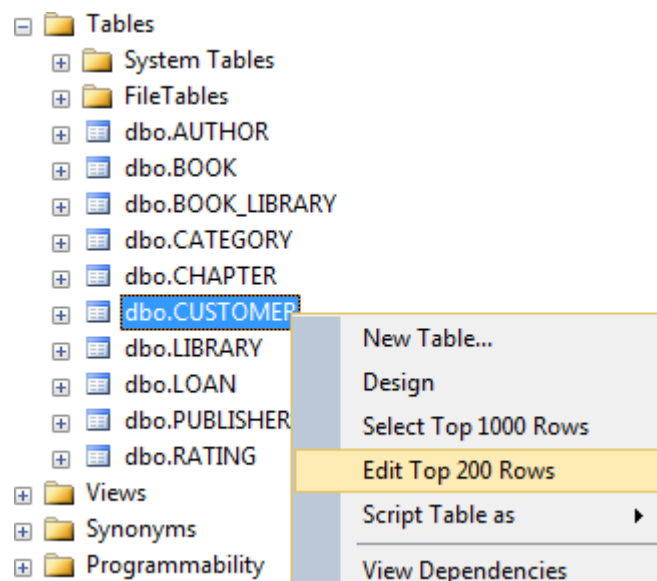 Tables
System Tables
FileTables
dbo.AUTHOR
dbo.BOOK
dbo.BOOK_LIBRARY
dbo.CATEGORY
dbo.CHAPTER
dbo.CUSTOMER
dbo.LIBRARY
dbo.LOAN
dbo.PUBLISHER
dbo.RATING
Views
Synonyms
Programmability
New Table...
Design
Select Top 1000 Rows
Edit Top 200 Rows
Script Table as
View Dependencies